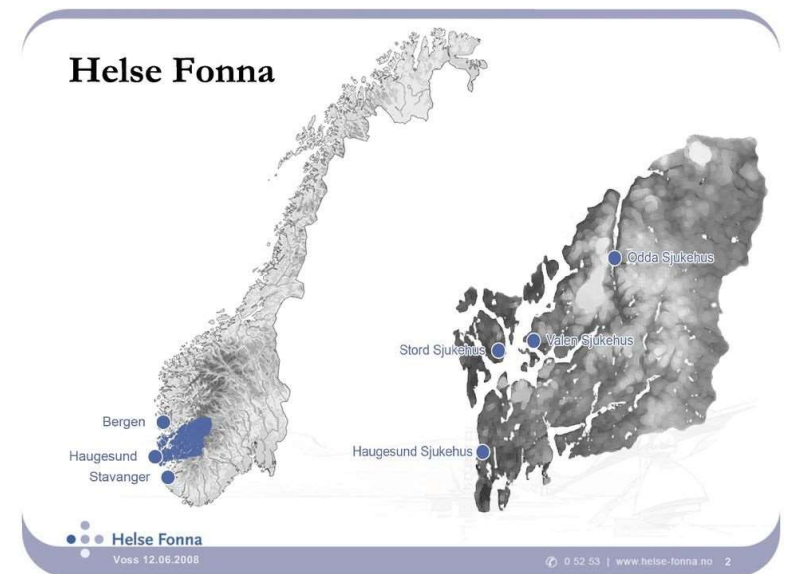 Helse Fonna
Odda Sjukehus
Valen Sjukehus
Stord Sjukehus
Bergen
Haugesund Sjukehus
Haugesund
Stavanger
Helse Fonna
Voss 12.06.2008
✆ 0 52 53 | www.helse-fonna.no 2